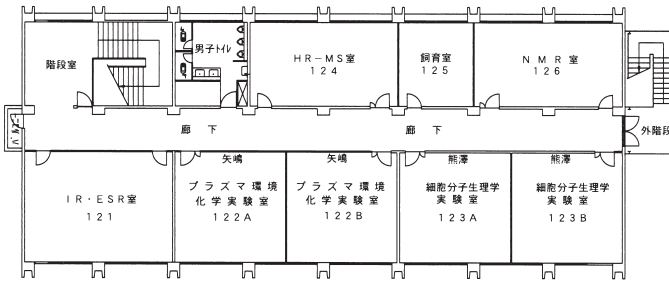 階段室
男子トイレ
HR-MS室
124
飼育室
125
NMR室
126
廊下
廊下
外階段
IR・ESR室
121
矢嶋
プラズマ環境
化学実験室
122A
矢嶋
プラズマ環境
化学実験室
122B
熊澤
細胞分子生理学
実験室
123A
熊澤
細胞分子生理学
実験室
123B